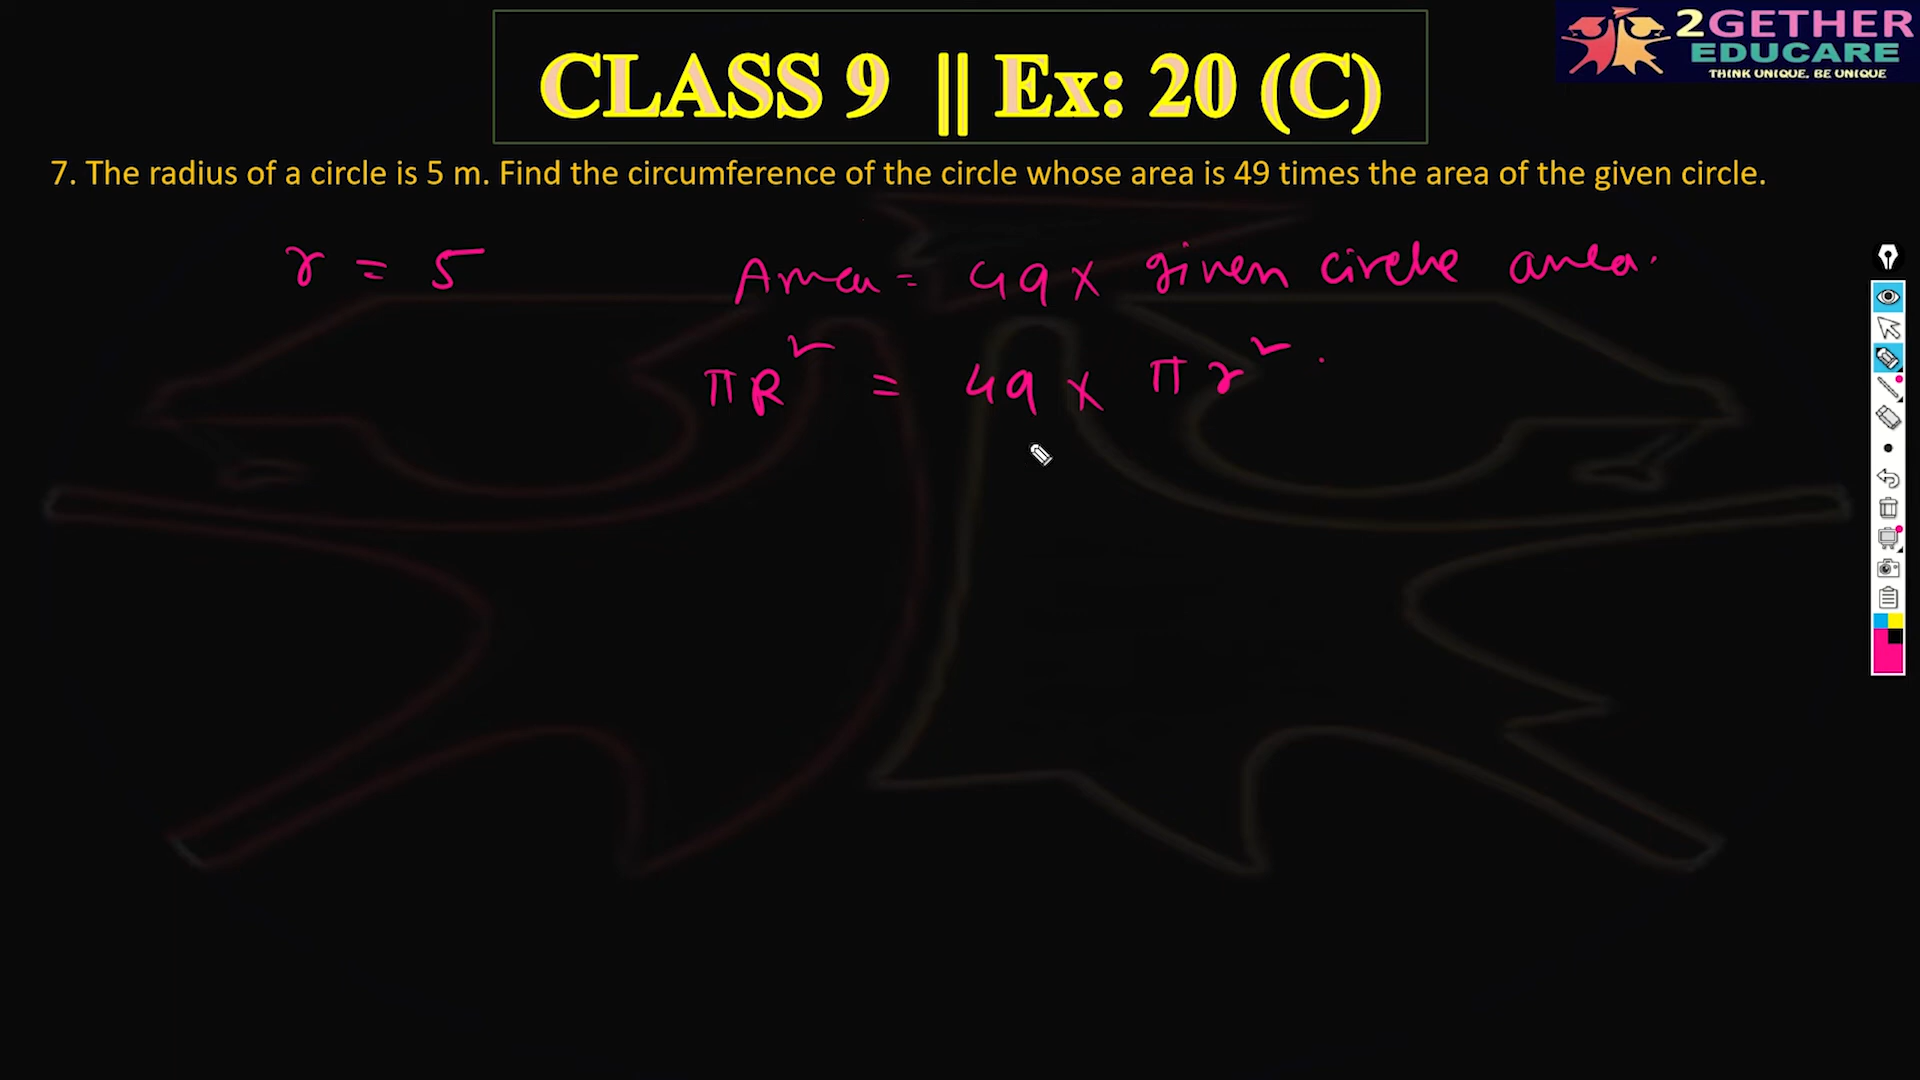 2GETHER
EDUCARE
THINK UNIQUE. BE UNIQUE
CLASS 9 || Ex: 20 (C)
7. The radius of a circle is 5 m. Find the circumference of the circle whose area is 49 times the area of the given circle.
r = 5
Area = 49 × given circle area.
πR² = 49 × πr².